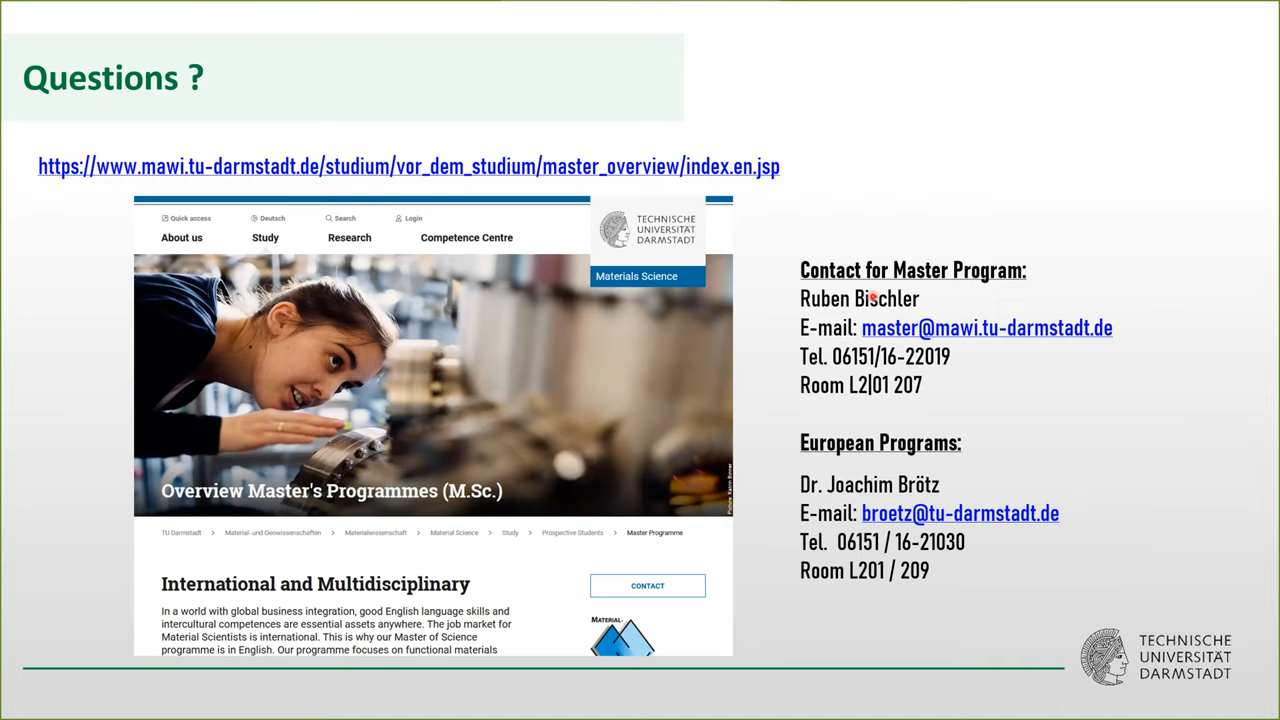 Questions ?
https://www.mawi.tu-darmstadt.de/studium/vor_dem_studium/master_overview/index.en.jsp
Quick access
Deutsch
Search
Login
About us
Study
Research
Competence Centre
TECHNISCHE
UNIVERSITÄT
DARMSTADT
Materials Science
Overview Master's Programmes (M.Sc.)
TU Darmstadt > Material- und Geowissenschaften > Materialwissenschaft > Material Science > Study > Prospective Students > Master Programme
International and Multidisciplinary
In a world with global business integration, good English language skills and
intercultural competences are essential assets anywhere. The job market for
Material Scientists is international. This is why our Master of Science
programme is in English. Our programme focuses on functional materials
CONTACT
MATERIAL-
Contact for Master Program:
Ruben Bischler
E-mail: master@mawi.tu-darmstadt.de
Tel. 06151/16-22019
Room L2|01 207
European Programs:
Dr. Joachim Brötz
E-mail: broetz@tu-darmstadt.de
Tel. 06151 / 16-21030
Room L201 / 209
TECHNISCHE
UNIVERSITÄT
DARMSTADT